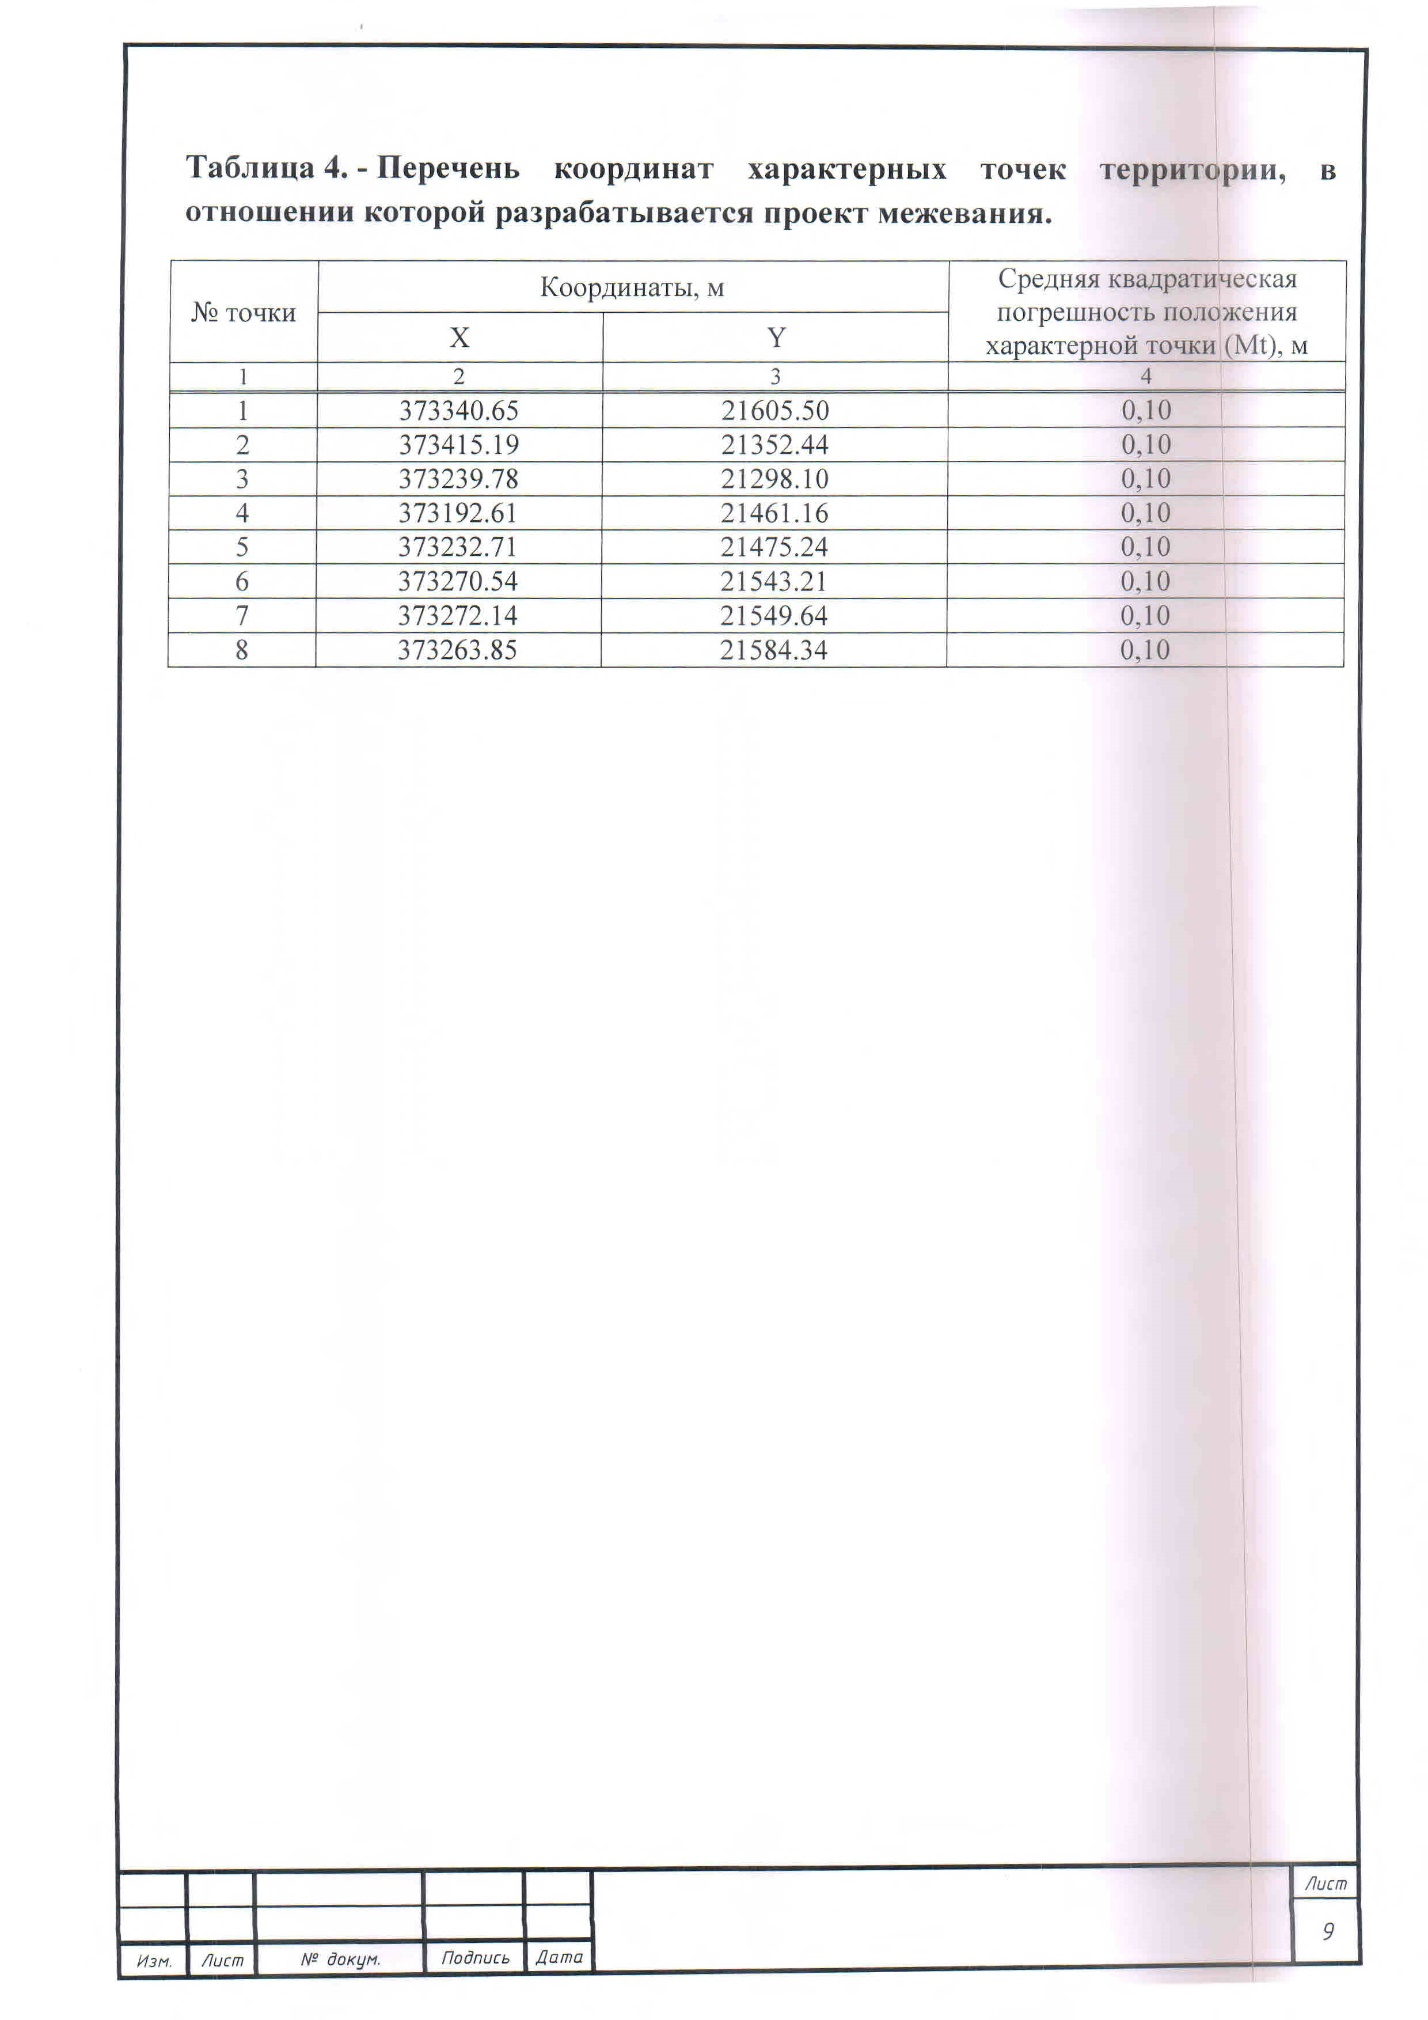 Таблица 4. - Перечень координат характерных точек территории, в
отношении которой разрабатывается проект межевания.
№ точки
Координаты, м
X
Y
Средняя квадратическая
погрешность положения
характерной точки (Mt), м
1 2 3 4
1 373340.65 21605.50 0,10
2 373415.19 21352.44 0,10
3 373239.78 21298.10 0,10
4 373192.61 21461.16 0,10
5 373232.71 21475.24 0,10
6 373270.54 21543.21 0,10
7 373272.14 21549.64 0,10
8 373263.85 21584.34 0,10
Лист
9
Изм. Лист № докум. Подпись Дата